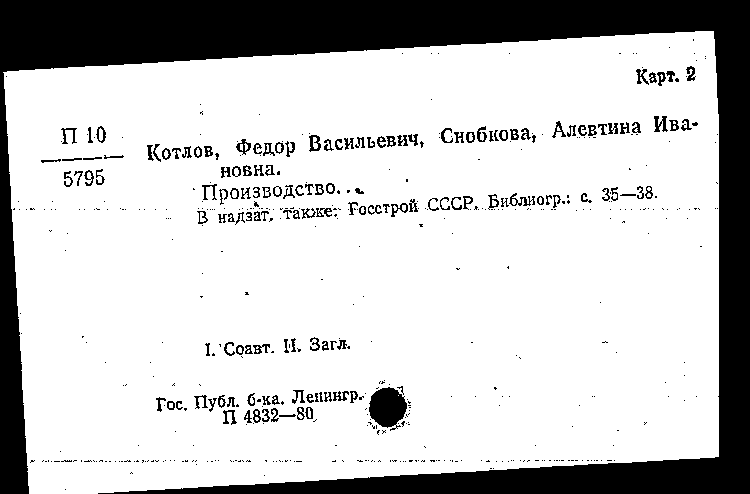 Карт. 2
П 10
5795
Котлов, Федор Васильевич, Снобкова, Алевтина Ива-
новна.
Производство...
В надзаг. также: Госстрой СССР. Библиогр.: с. 35—38.
I. Соавт. II. Загл.
Гос. Публ. б-ка. Ленингр.
П 4832—80